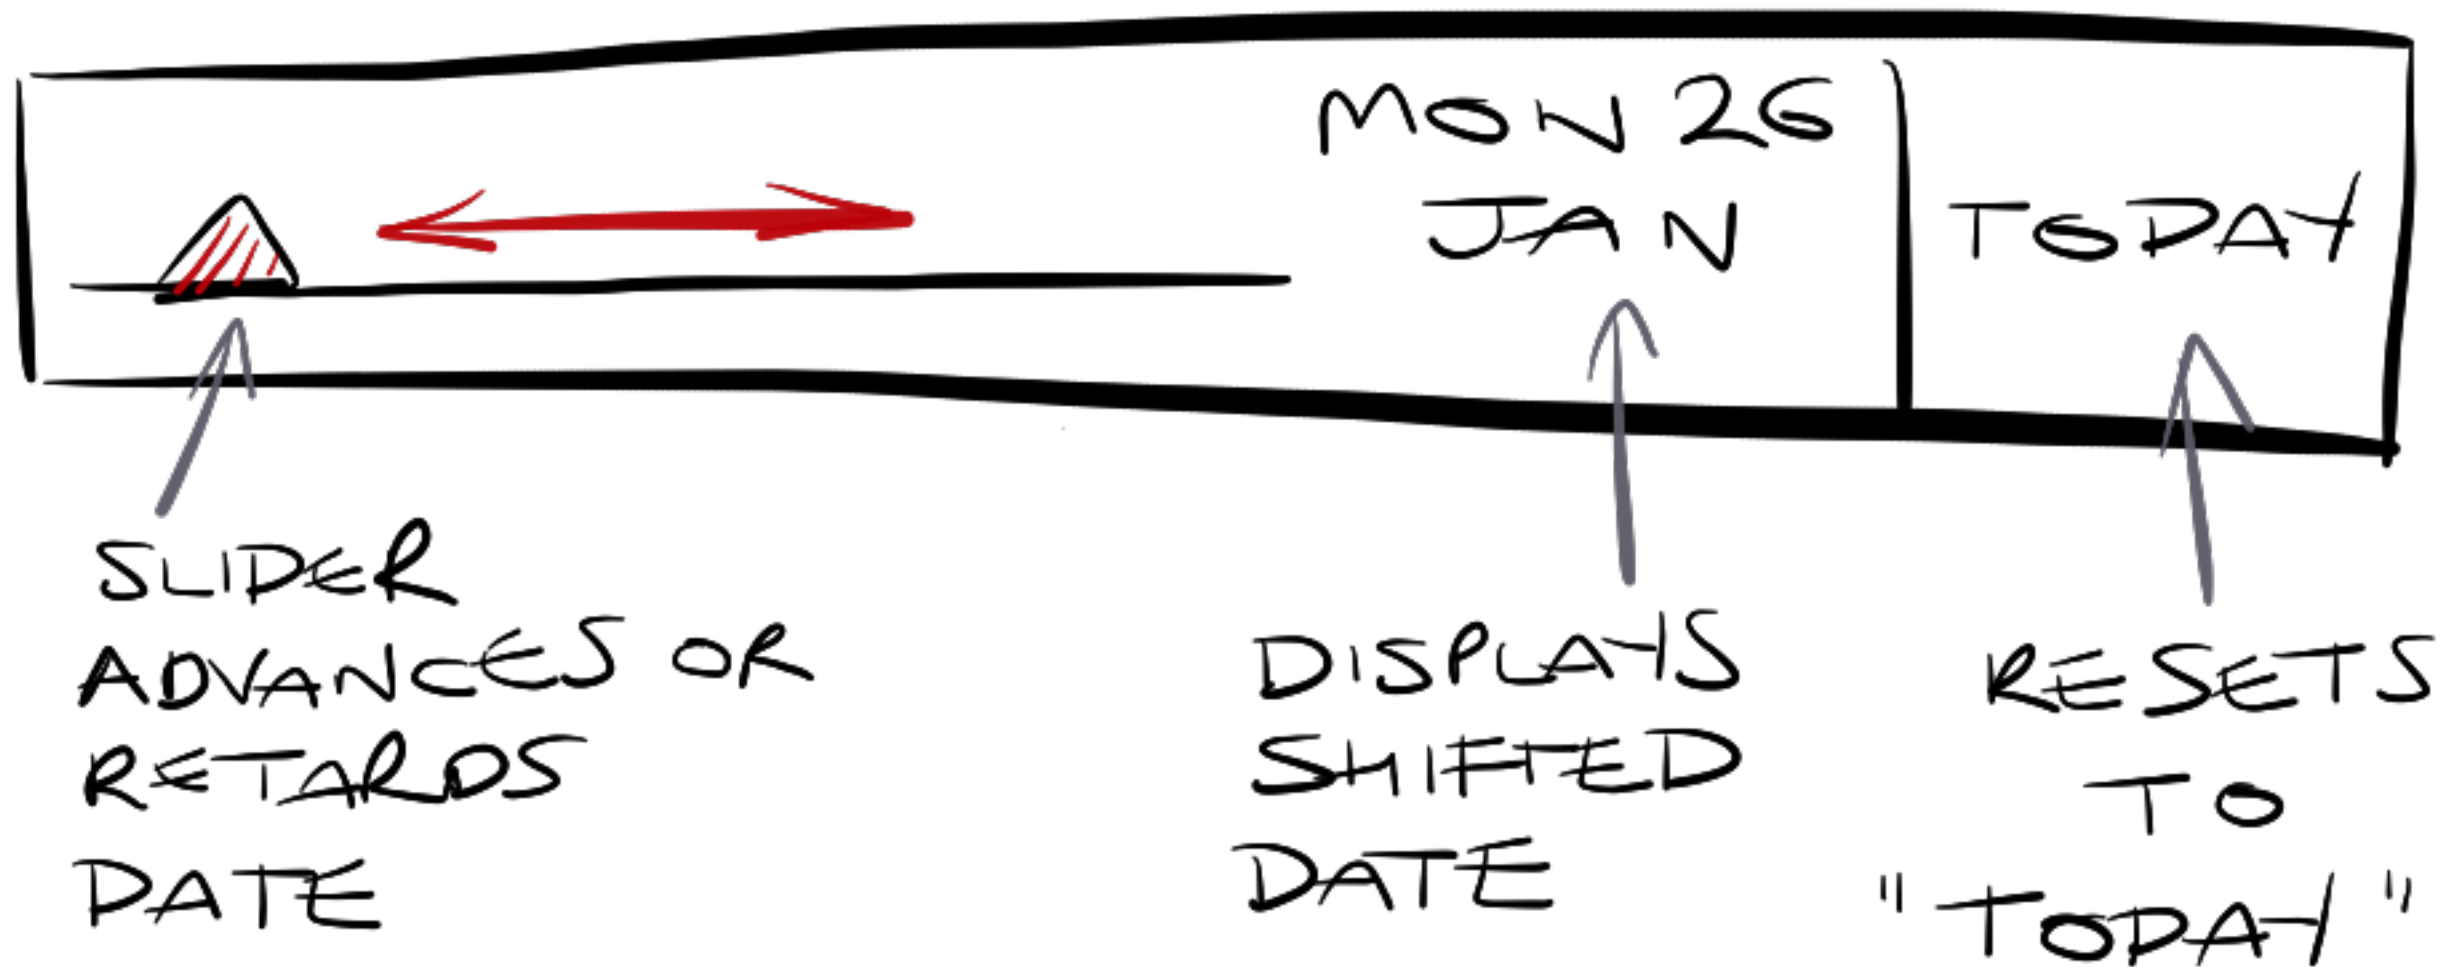 MON 26
JAN
TODAY
SLIDER
ADVANCES OR
RETARDS
DATE
DISPLAYS
SHIFTED
DATE
RESETS
TO
"TODAY"